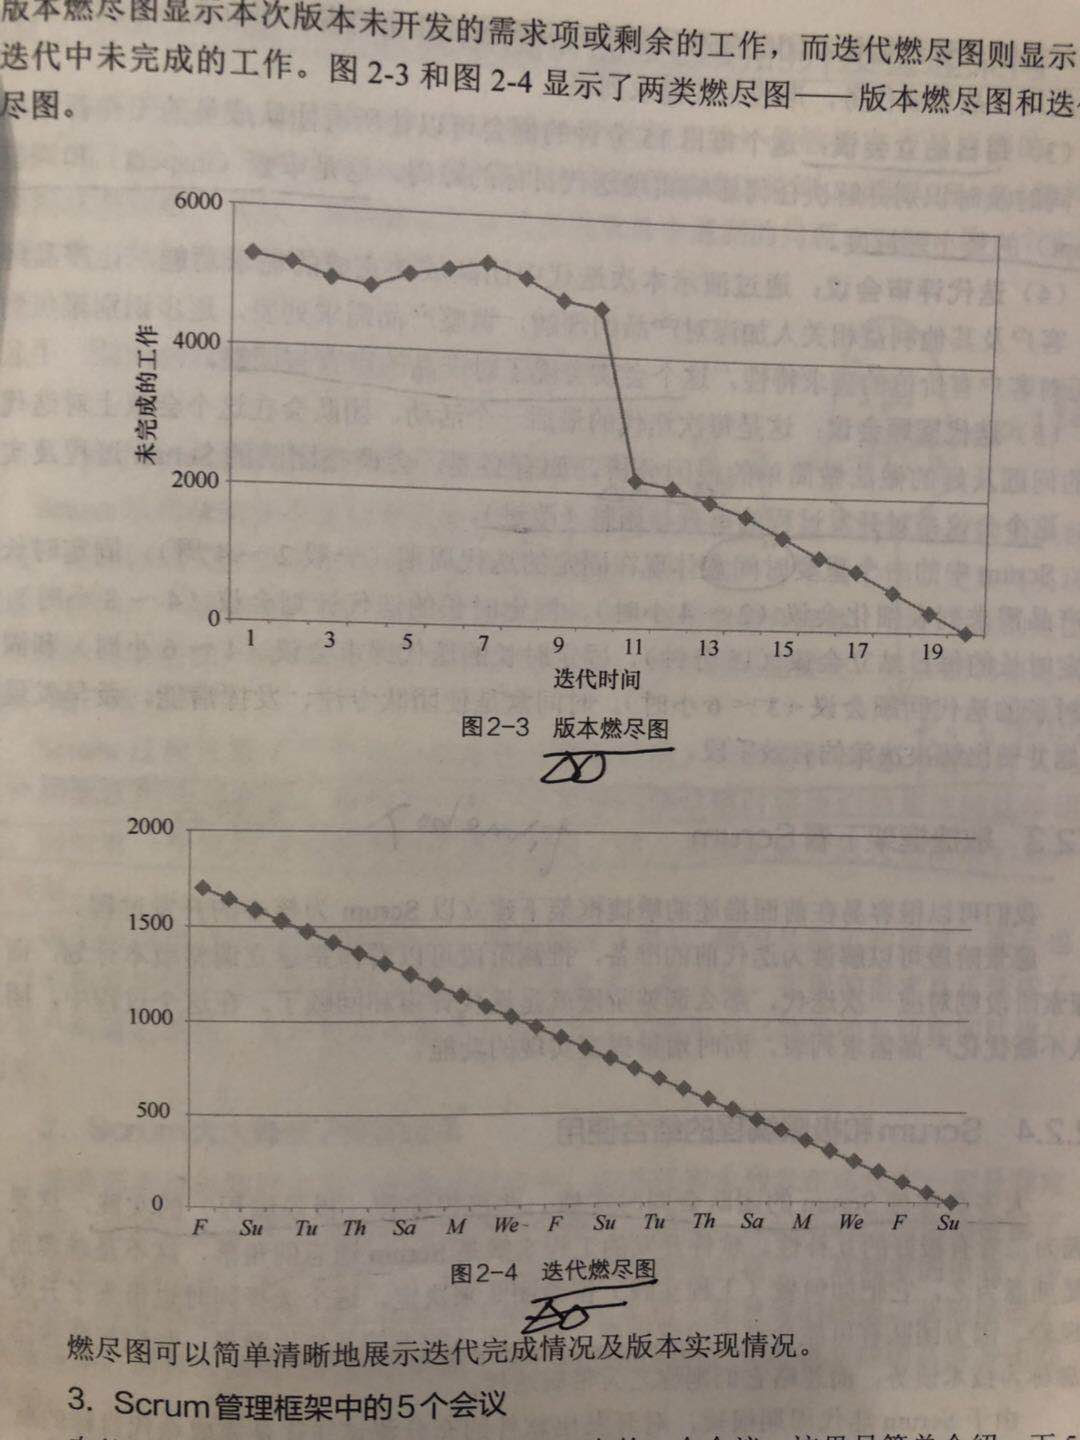 版本燃尽图显示本次版本未开发的需求项或剩余的工作，而迭代燃尽图则显示
迭代中未完成的工作。图2-3和图2-4显示了两类燃尽图——版本燃尽图和迭
尽图。
6000
4000
2000
0
未完成的工作
1 3 5 7 9 11 13 15 17 19
迭代时间
图2-3 版本燃尽图
2000
1500
1000
500
0
F Su Tu Th Sa M We F Su Tu Th Sa M We F Su
图2-4 迭代燃尽图
燃尽图可以简单清晰地展示迭代完成情况及版本实现情况。
3. Scrum管理框架中的5个会议